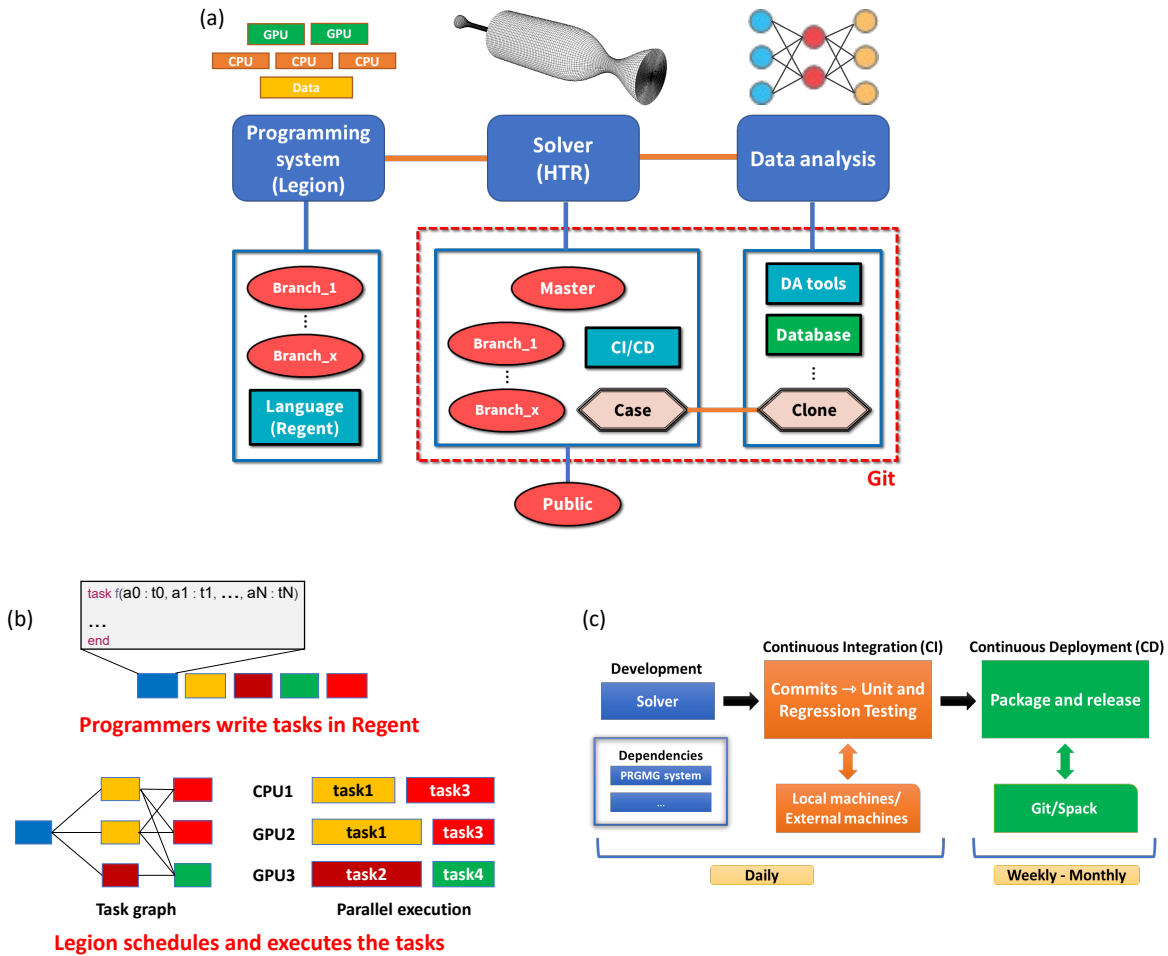 (a)
GPU GPU
CPU CPU CPU
Data
Programming
system
(Legion)
Solver
(HTR)
Data analysis
Branch_1
...
Branch_x
Language
(Regent)
Master
Branch_1
...
Branch_x
CI/CD
Case
DA tools
Database
...
Clone
Git
Public
(b)
task f(a0 : t0, a1 : t1, ..., aN : tN)
...
end
Programmers write tasks in Regent
CPU1 task1 task3
GPU2 task1 task3
GPU3 task2 task4
Task graph
Parallel execution
Legion schedules and executes the tasks
(c)
Development
Solver
Dependencies
PRGMG system
...
Continuous Integration (CI)
Commits → Unit and
Regression Testing
Local machines/
External machines
Daily
Continuous Deployment (CD)
Package and release
Git/Spack
Weekly - Monthly